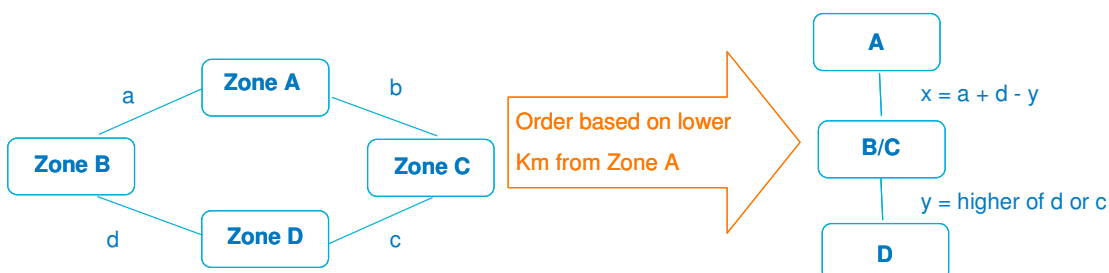 Zone A
a
b
Zone B
Zone C
d
Zone D
c
Order based on lower
Km from Zone A
A
x = a + d - y
B/C
y = higher of d or c
D